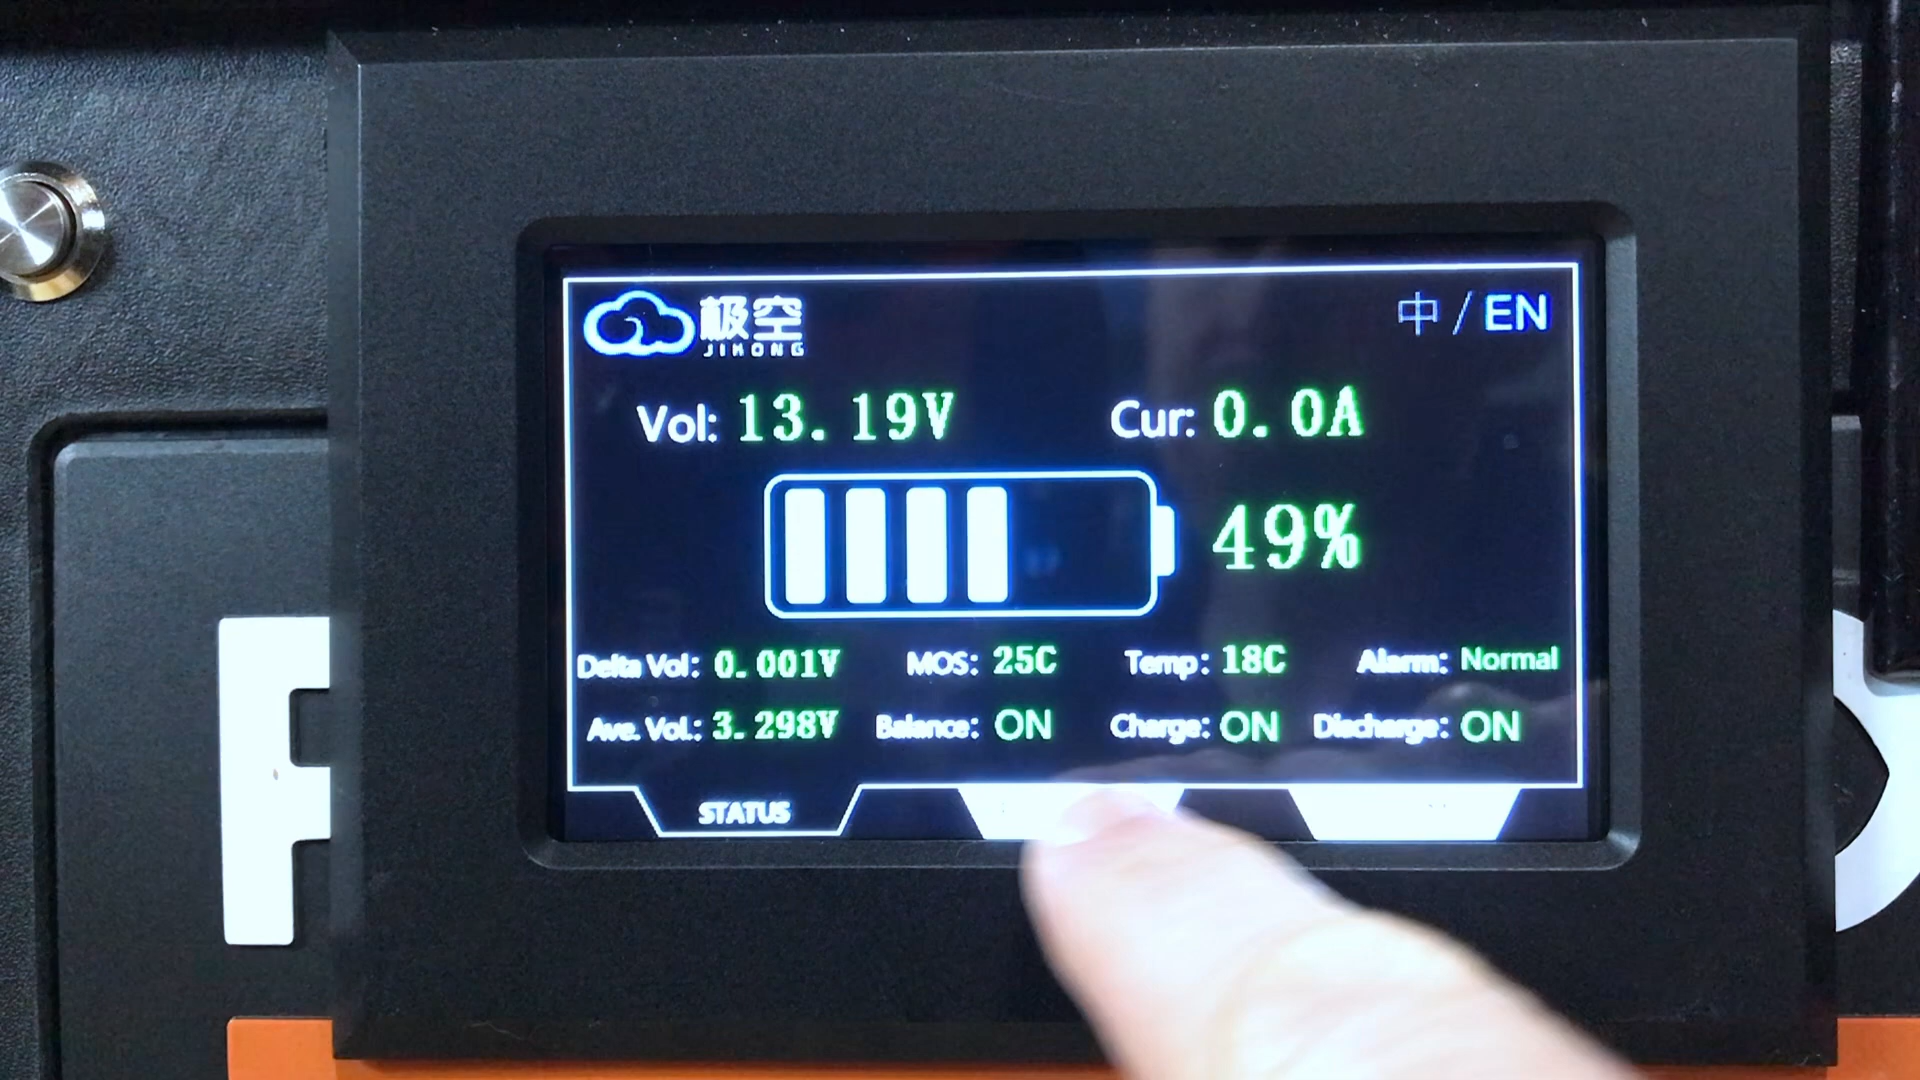 极空
JIKONG
中/EN
Vol: 13.19V
Cur: 0.0A
49%
Delta Vol: 0.001V
MOS: 25C
Temp: 18C
Alarm: Normal
Ave. Vol.: 3.298V
Balance: ON
Charge: ON
Discharge: ON
STATUS